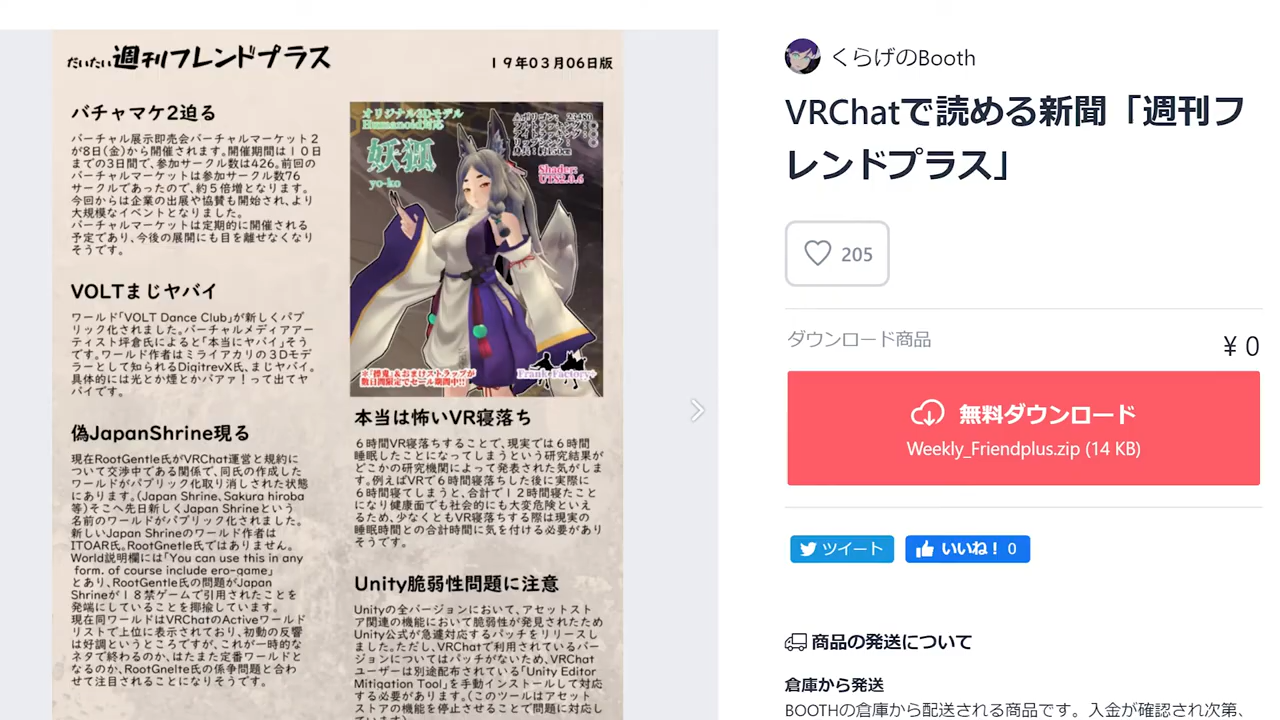 だいたい週刊フレンドプラス
19年03月06日版
バチャマケ2迫る
バーチャル展示即売会バーチャルマーケット2
が8日(金)から開催されます。開催期間は10日
までの3日間で、参加サークル数は426。前回の
バーチャルマーケットは参加サークル数76
サークルであったので、約5倍増となります。
今回からは企業の出展や協賛も開始され、より
大規模なイベントとなりました。
バーチャルマーケットは定期的に開催される
予定であり、今後の展開にも目を離せなくなり
そうです。
VOLTまじヤバイ
ワールド「VOLT Dance Club」が新しくパブ
リック化されました。バーチャルメディアアー
ティスト坪倉氏によると「本当にヤバイ」そう
です。ワールド作者はミライアカリの3Dモデ
ラーとして知られるDigitrevX氏、まじヤバイ。
具体的には光とか煙とかバァァ!って出てヤ
バイです。
偽JapanShrine現る
現在RootGentle氏がVRChat運営と規約に
ついて交渉中である関係で、同氏の作成した
ワールドがパブリック化取り消しされた状態
にあります。(Japan Shrine、Sakura hiroba
等)そこへ先日新しくJapan Shrineという
名前のワールドがパブリック化されました。
新しいJapan Shrineのワールド作者は
ITOAR氏。RootGnetle氏ではありません。
World説明欄には「You can use this in any
form. of course include ero-game」
とあり、RootGentle氏の問題がJapan
Shrineが18禁ゲームで引用されたことを
発端にしていることを揶揄しています。
現在同ワールドはVRChatのActiveワールド
リストで上位に表示されており、初動の反響
は好調というところですが、これが一時的な
ネタで終わるのか、はたまた定番ワールドと
なるのか、RootGnelte氏の係争問題と合わ
せて注目されることになりそうです。
オリジナル3Dモデル
Humanoid対応
妖狐
yo-ko
Shader:
UTS2.0.6
数日間限定でセール期間中!!
Frank Factory+
本当は怖いVR寝落ち
6時間VR寝落ちすることで、現実では6時間
睡眠したことになってしまうという研究結果が
どこかの研究機関によって発表された気がしま
す。例えばVRで6時間寝落ちした後に実際に
6時間寝てしまうと、合計で12時間寝たこと
になり健康面でも社会的にも大変危険といえ
るため、少なくともVR寝落ちする際は現実の
睡眠時間との合計時間に気を付ける必要があり
そうです。
Unity脆弱性問題に注意
Unityの全バージョンにおいて、アセットスト
ア関連の機能において脆弱性が発見されたため
Unity公式が急遽対応するパッチをリリースし
ました。ただし、VRChatで利用されているバー
ジョンについてはパッチがないため、VRChat
ユーザーは別途配布されている「Unity Editor
Mitigation Tool」を手動インストールして対応
する必要があります。(このツールはアセット
ストアの機能を停止させることで問題に対応し
くらげのBooth
VRChatで読める新聞「週刊フ
レンドプラス」
205
ダウンロード商品
¥ 0
無料ダウンロード
Weekly_Friendplus.zip (14 KB)
ツイート
いいね! 0
商品の発送について
倉庫から発送
BOOTHの倉庫から配送される商品です。入金が確認され次第、